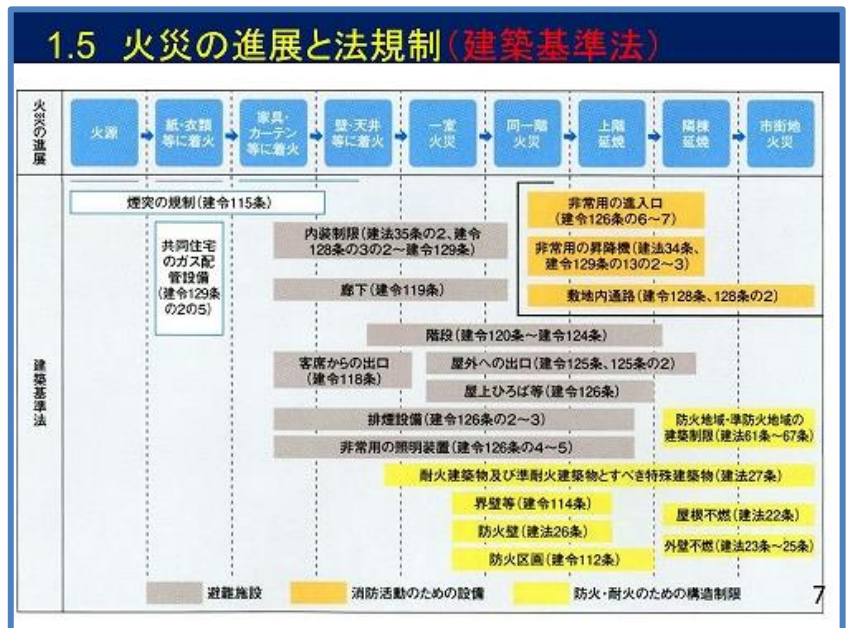 1.5 火災の進展と法規制(建築基準法)
火災の進展
火源
紙・衣類
等に着火
家具・
カーテン
等に着火
壁・天井
等に着火
一室
火災
同一階
火災
上階
延焼
隣棟
延焼
市街地
火災
建築基準法
煙突の規制(建令115条)
共同住宅
のガス配
管設備
(建令129条
の2の5)
内装制限(建法35条の2、建令
128条の3の2~建令129条)
廊下(建令119条)
非常用の進入口
(建令126条の6~7)
非常用の昇降機(建法34条、
建令129条の13の2~3)
敷地内通路(建令128条、128条の2)
階段(建令120条~建令124条)
客席からの出口
(建令118条)
屋外への出口(建令125条、125条の2)
屋上ひろば等(建令126条)
排煙設備(建令126条の2~3)
非常用の照明装置(建令126条の4~5)
防火地域・準防火地域の
建築制限(建法61条~67条)
耐火建築物及び準耐火建築物とすべき特殊建築物(建法27条)
界壁等(建令114条)
防火壁(建法26条)
防火区画(建令112条)
屋根不燃(建法22条)
外壁不燃(建法23条~25条)
避難施設
消防活動のための設備
防火・耐火のための構造制限
7